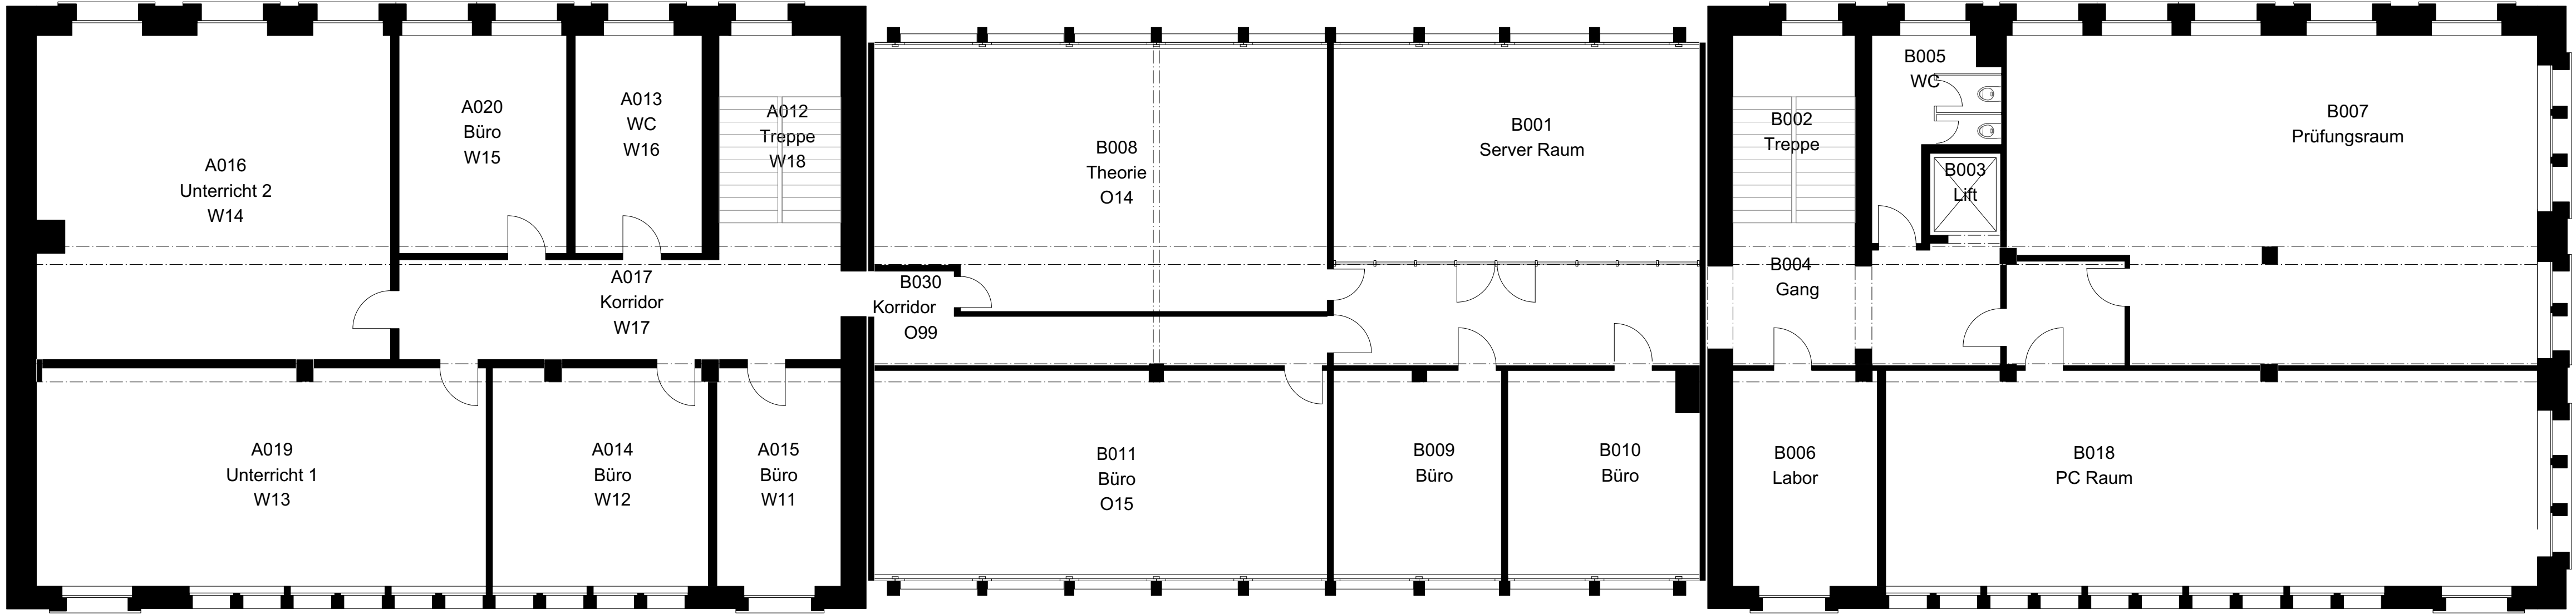 A016
Unterricht 2
W14
A020
Büro
W15
A013
WC
W16
A012
Treppe
W18
A017
Korridor
W17
A019
Unterricht 1
W13
A014
Büro
W12
A015
Büro
W11
B008
Theorie
O14
B001
Server Raum
B030
Korridor
O99
B011
Büro
O15
B009
Büro
B010
Büro
B002
Treppe
B005
WC
B003
Lift
B007
Prüfungsraum
B004
Gang
B006
Labor
B018
PC Raum